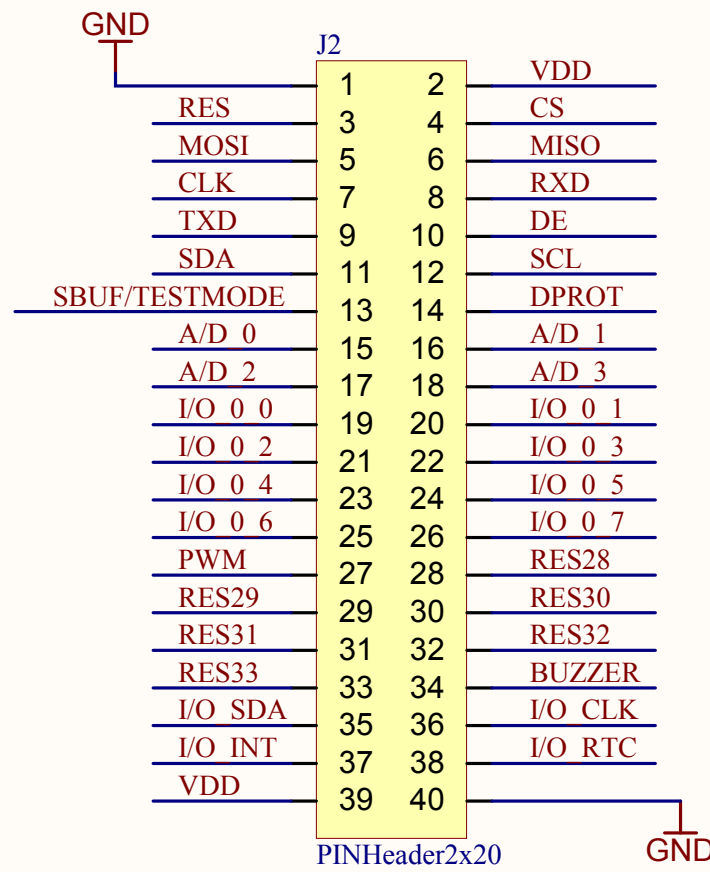 GND
J2
1 2 VDD
RES 3 4 CS
MOSI 5 6 MISO
CLK 7 8 RXD
TXD 9 10 DE
SDA 11 12 SCL
SBUF/TESTMODE 13 14 DPROT
A/D_0 15 16 A/D_1
A/D_2 17 18 A/D_3
I/O_0_0 19 20 I/O_0_1
I/O_0_2 21 22 I/O_0_3
I/O_0_4 23 24 I/O_0_5
I/O_0_6 25 26 I/O_0_7
PWM 27 28 RES28
RES29 29 30 RES30
RES31 31 32 RES32
RES33 33 34 BUZZER
I/O_SDA 35 36 I/O_CLK
I/O_INT 37 38 I/O_RTC
VDD 39 40
GND
PINHeader2x20